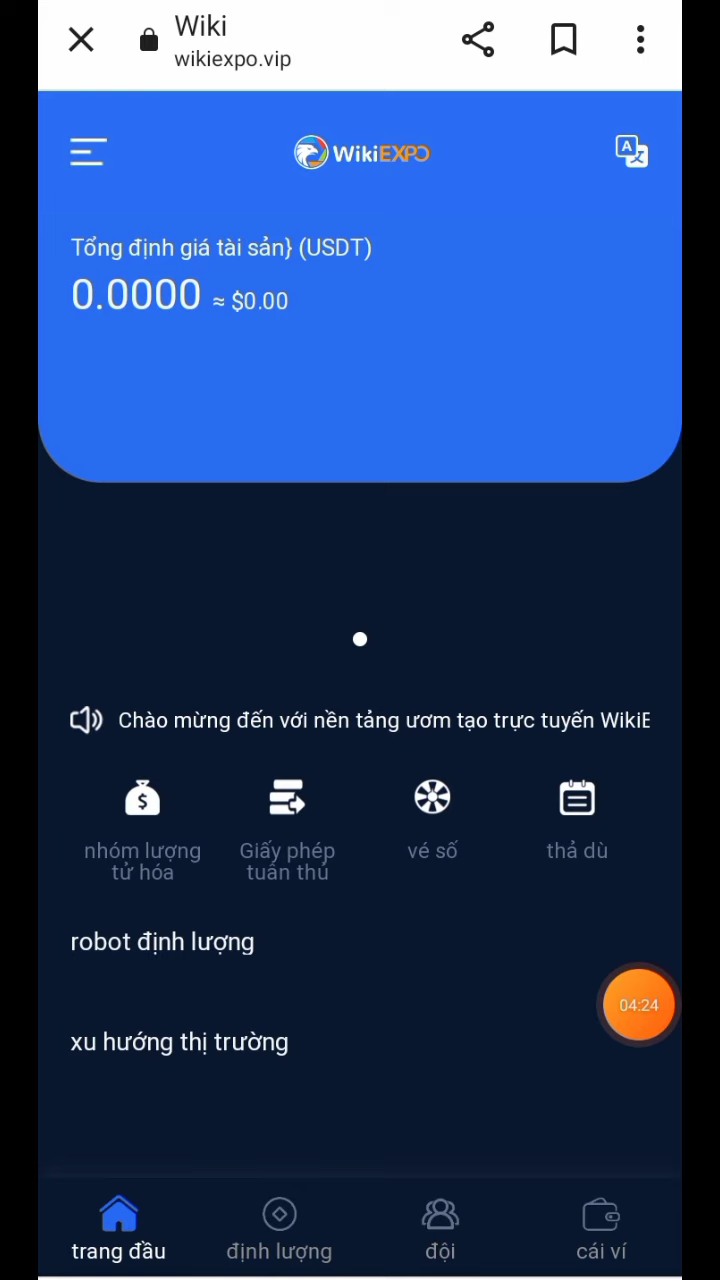 Wiki
wikiexpo.vip
WikiEXPO
Tổng định giá tài sản} (USDT)
0.0000 ≈ $0.00
Chào mừng đến với nền tảng ươm tạo trực tuyến WikiE
nhóm lượng tử hóa
Giấy phép tuân thủ
vé số
thả dù
robot định lượng
04:24
xu hướng thị trường
trang đầu
định lượng
đội
cái ví